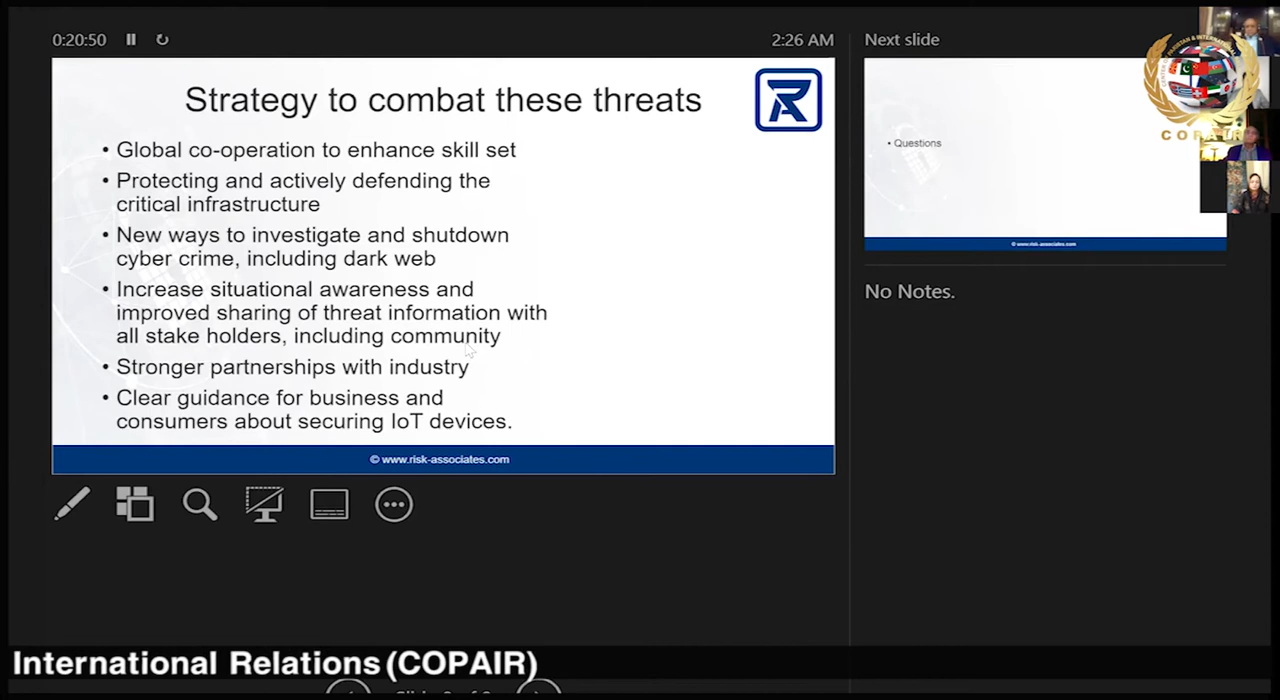 0:20:50
2:26 AM
Next slide
Strategy to combat these threats
• Global co-operation to enhance skill set
• Protecting and actively defending the
critical infrastructure
• New ways to investigate and shutdown
cyber crime, including dark web
• Increase situational awareness and
improved sharing of threat information with
all stake holders, including community
• Stronger partnerships with industry
• Clear guidance for business and
consumers about securing IoT devices.
© www.risk-associates.com
• Questions
© www.risk-associates.com
COPAIR
No Notes.
International Relations (COPAIR)